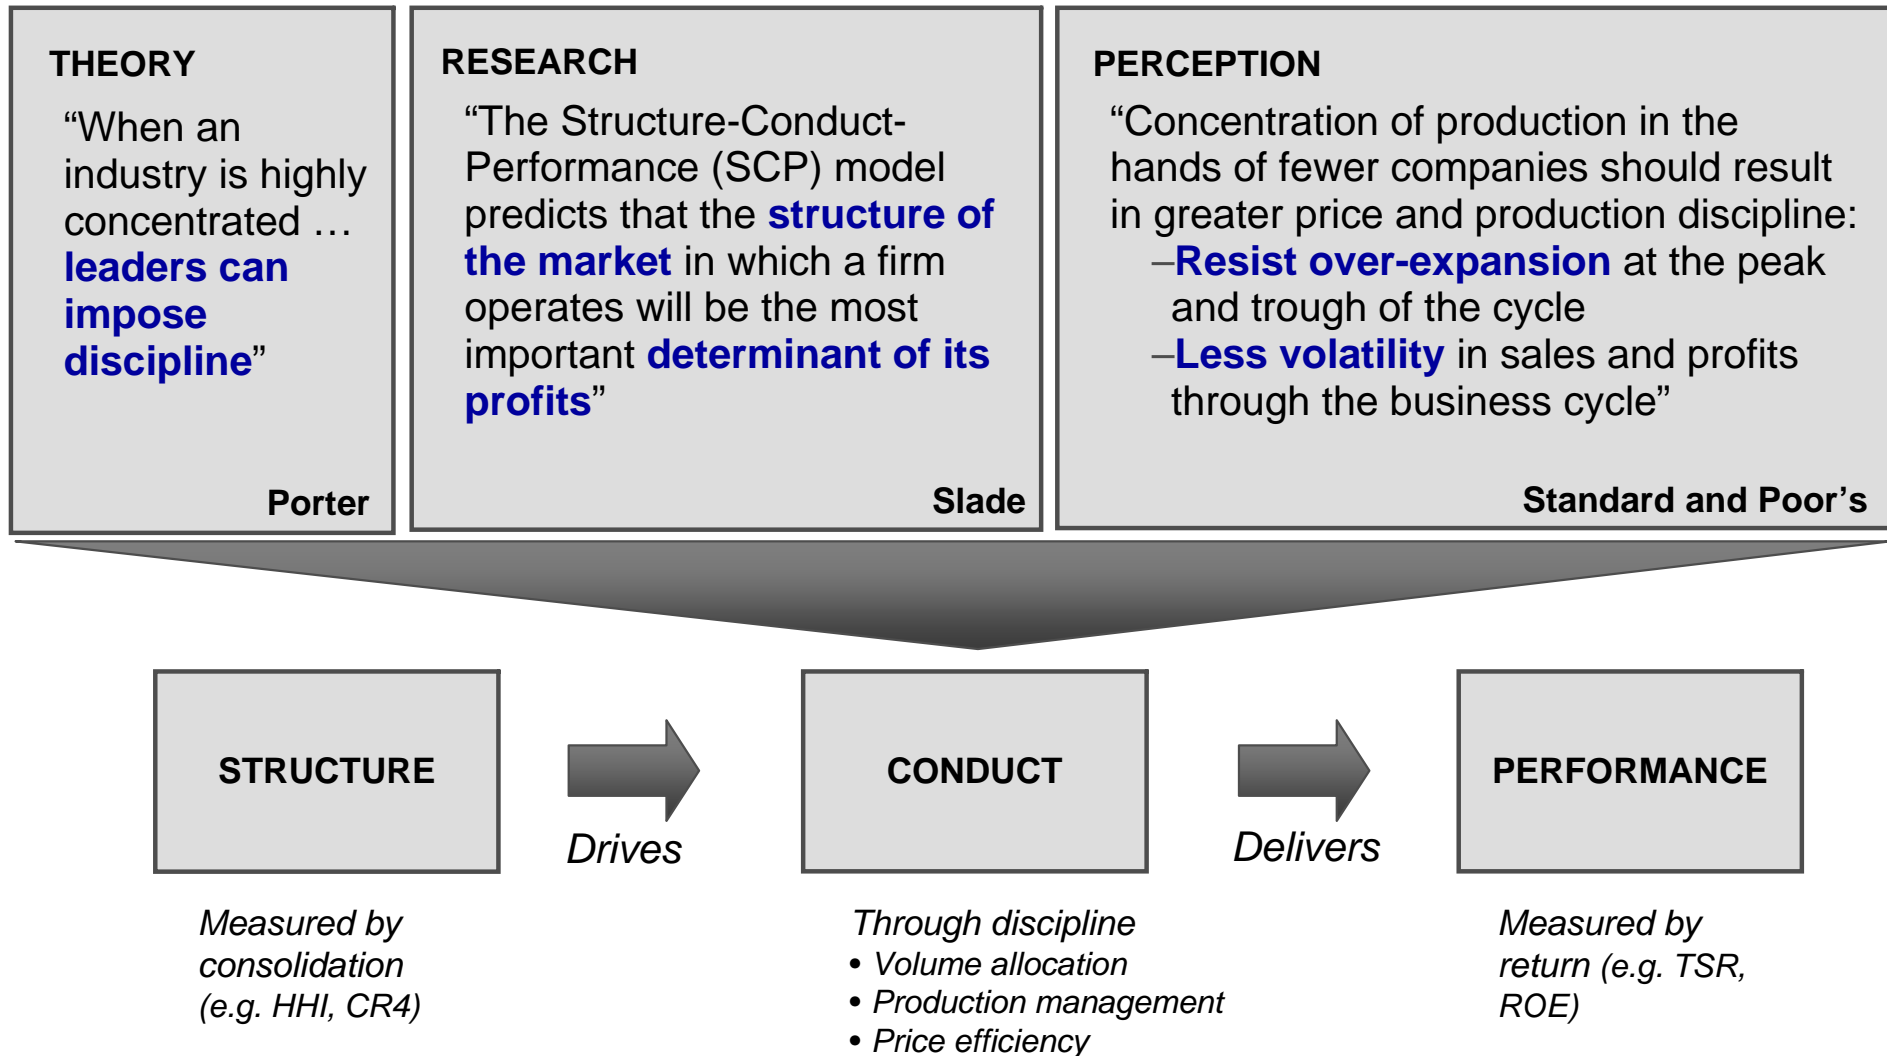 THEORY
“When an
industry is highly
concentrated …
leaders can
impose
discipline”
Porter
RESEARCH
“The Structure-Conduct-
Performance (SCP) model
predicts that the structure of
the market in which a firm
operates will be the most
important determinant of its
profits”
Slade
PERCEPTION
“Concentration of production in the
hands of fewer companies should result
in greater price and production discipline:
–Resist over-expansion at the peak
and trough of the cycle
–Less volatility in sales and profits
through the business cycle”
Standard and Poor’s
STRUCTURE
Drives
CONDUCT
Delivers
PERFORMANCE
Measured by
consolidation
(e.g. HHI, CR4)
Through discipline
• Volume allocation
• Production management
• Price efficiency
Measured by
return (e.g. TSR,
ROE)